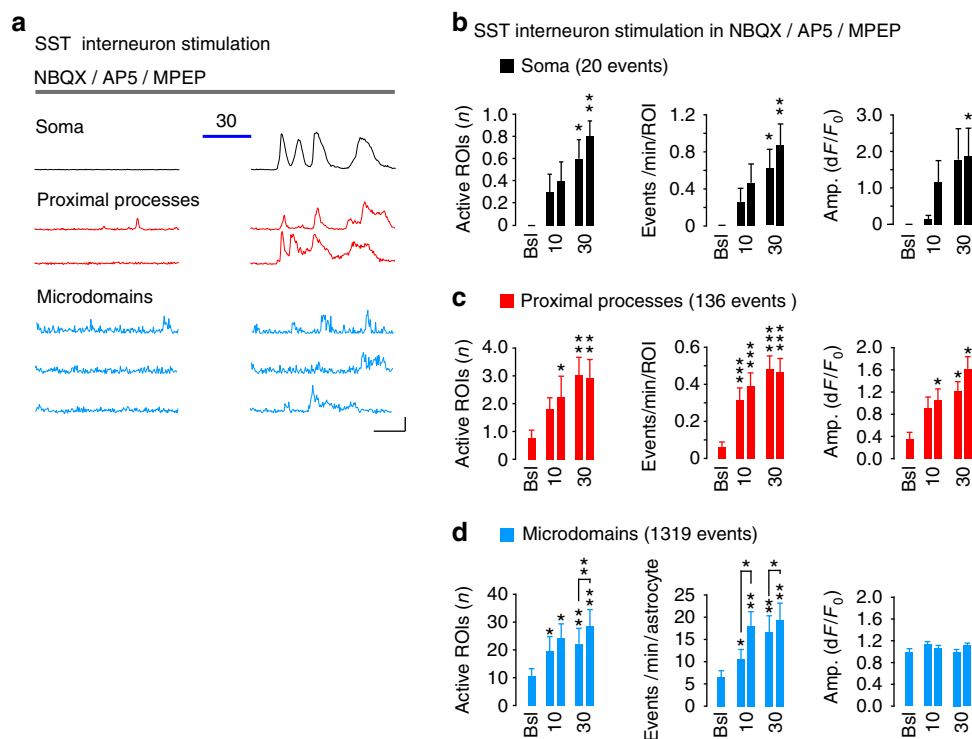 a
SST interneuron stimulation
NBQX / AP5 / MPEP
Soma
30
Proximal processes
Microdomains
b SST interneuron stimulation in NBQX / AP5 / MPEP
Soma (20 events)
Active ROIs (n)
0.8
0.6
0.4
0.2
0
Bsl 10 30
* **
Events /min/ROI
1.2
0.8
0.4
0
Bsl 10 30
* **
Amp. (dF/F0)
3.0
2.0
1.0
0
Bsl 10 30
*
c Proximal processes (136 events )
Active ROIs (n)
4.0
3.0
2.0
1.0
0
Bsl 10 30
* ** **
Events/min/ROI
0.6
0.4
0.2
0
Bsl 10 30
*** *** *** ***
Amp. (dF/F0)
2.0
1.6
1.2
0.8
0.4
0.0
Bsl 10 30
* * *
d Microdomains (1319 events)
Active ROIs (n)
40
30
20
10
0
Bsl 10 30
* * ** ** **
Events /min/astrocyte
25
20
15
10
5
0
Bsl 10 30
* ** * ** ** *
Amp. (dF/F0)
2.0
1.6
1.2
0.8
0.4
0.0
Bsl 10 30